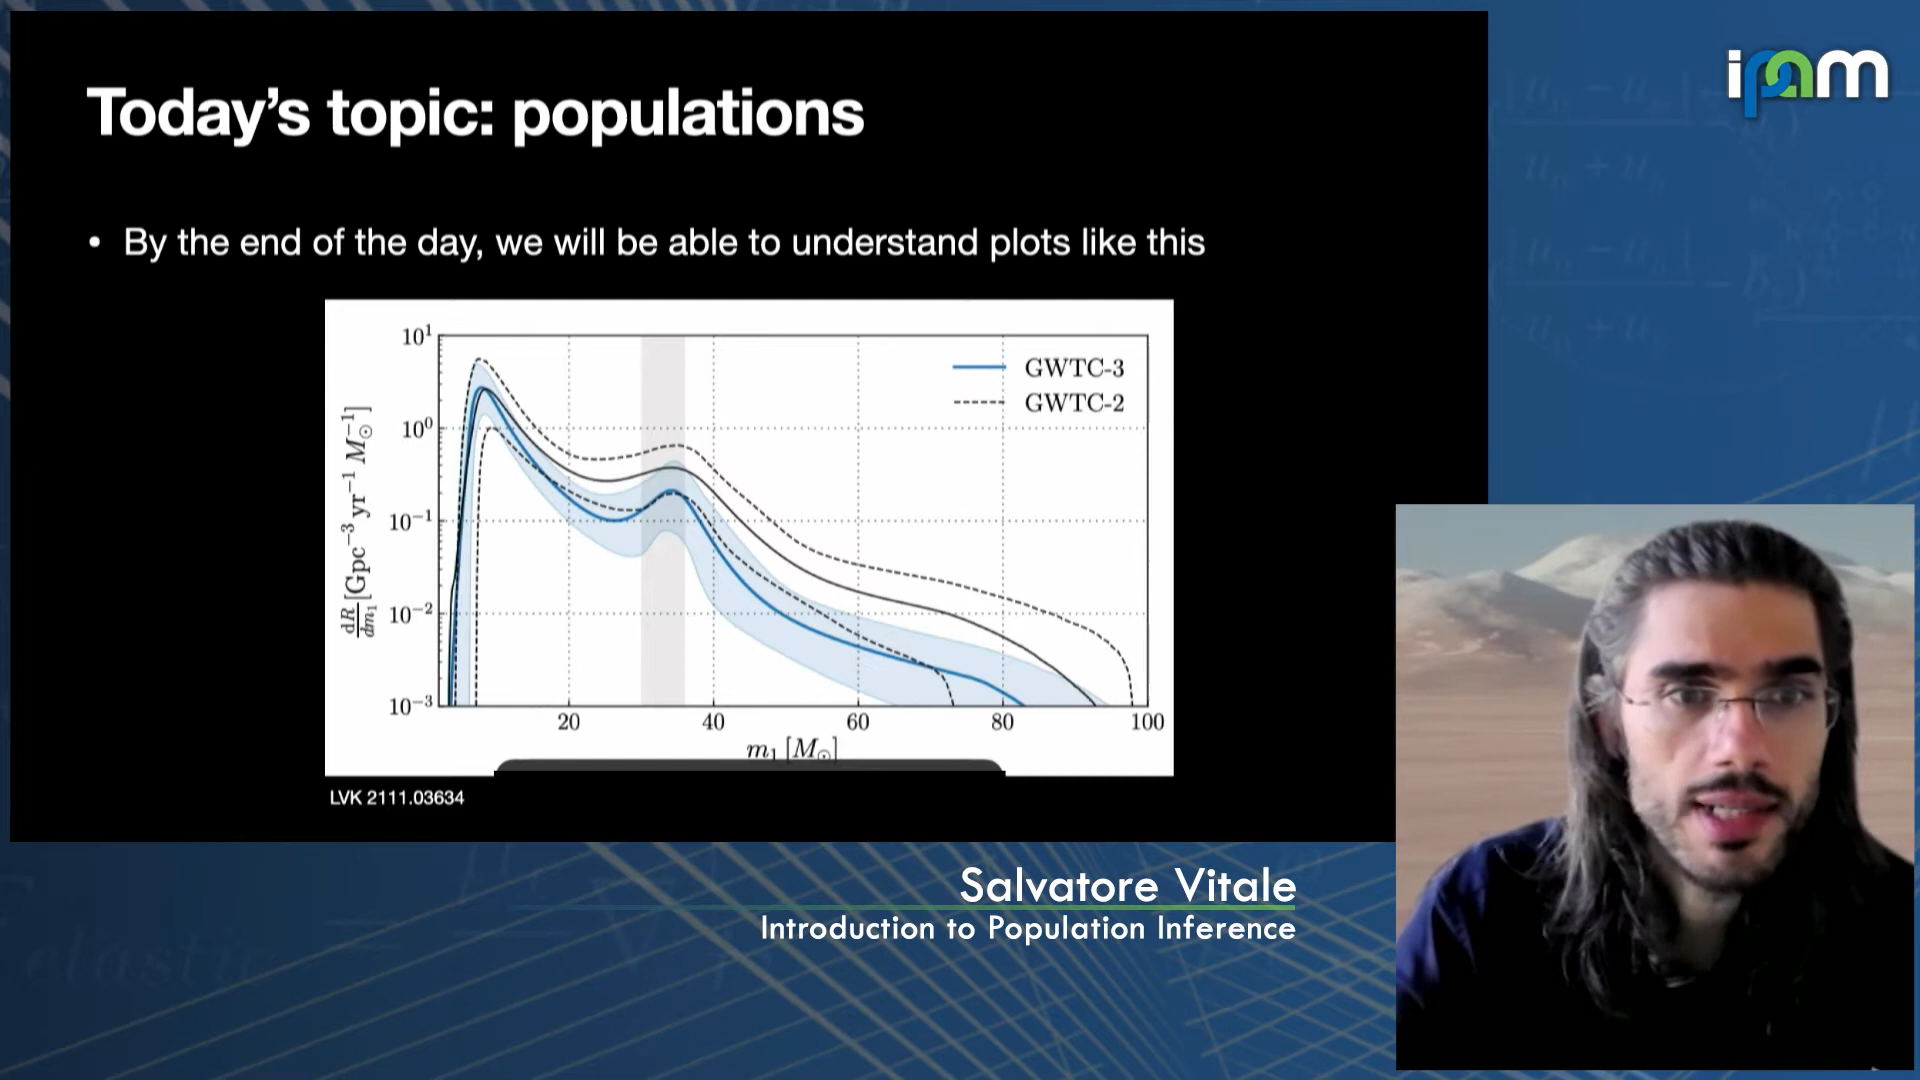 Today's topic: populations
ipam
• By the end of the day, we will be able to understand plots like this
10¹
10⁰
10⁻¹
10⁻²
10⁻³
dR/dm₁ [Gpc⁻³ yr⁻¹ M⊙⁻¹]
GWTC-3
GWTC-2
20 40 60 80 100
m₁ [M⊙]
LVK 2111.03634
Salvatore Vitale
Introduction to Population Inference
elastic